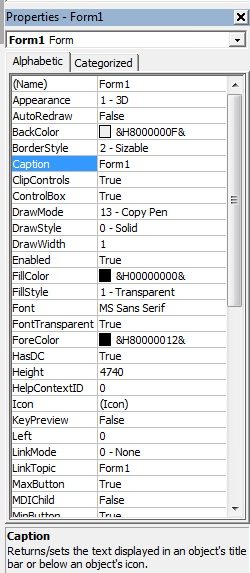 Properties - Form1
Form1 Form
Alphabetic Categorized
(Name) Form1
Appearance 1 - 3D
AutoRedraw False
BackColor &H8000000F&
BorderStyle 2 - Sizable
Caption Form1
ClipControls True
ControlBox True
DrawMode 13 - Copy Pen
DrawStyle 0 - Solid
DrawWidth 1
Enabled True
FillColor &H00000000&
FillStyle 1 - Transparent
Font MS Sans Serif
FontTransparent True
ForeColor &H80000012&
HasDC True
Height 4740
HelpContextID 0
Icon (Icon)
KeyPreview False
Left 0
LinkMode 0 - None
LinkTopic Form1
MaxButton True
MDIChild False
MinButton True
Caption
Returns/sets the text displayed in an object's title
bar or below an object's icon.